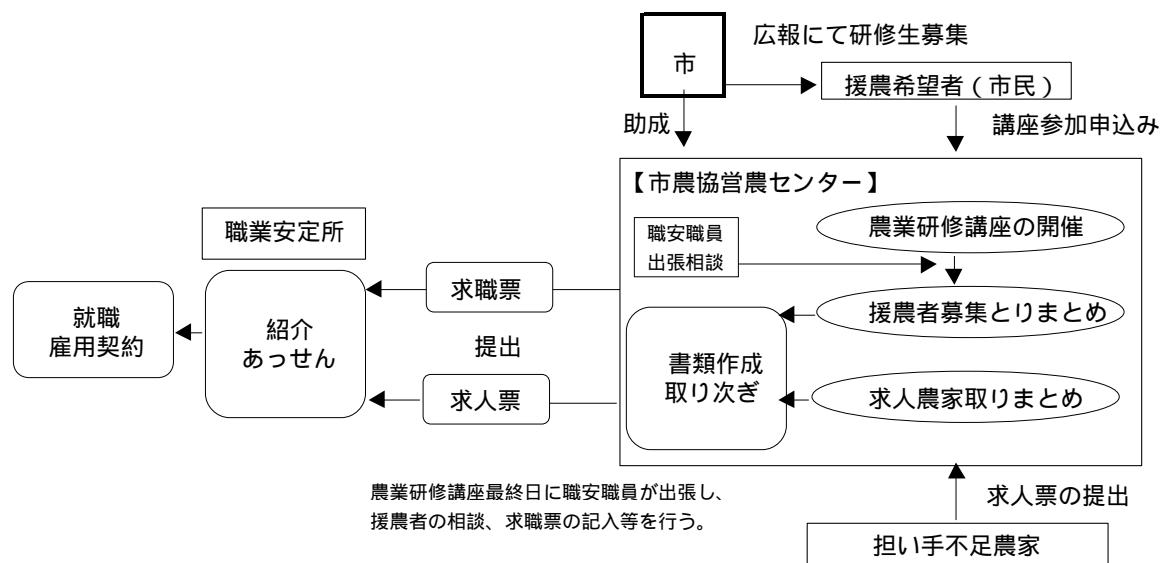 市
広報にて研修生募集
援農希望者（市民）
助成
講座参加申込み
【市農協営農センター】
職業安定所
職安職員
出張相談
農業研修講座の開催
求職票
援農者募集とりまとめ
就職
雇用契約
紹介
あっせん
提出
書類作成
取り次ぎ
求人票
求人農家取りまとめ
農業研修講座最終日に職安職員が出張し、
援農者の相談、求職票の記入等を行う。
求人票の提出
担い手不足農家